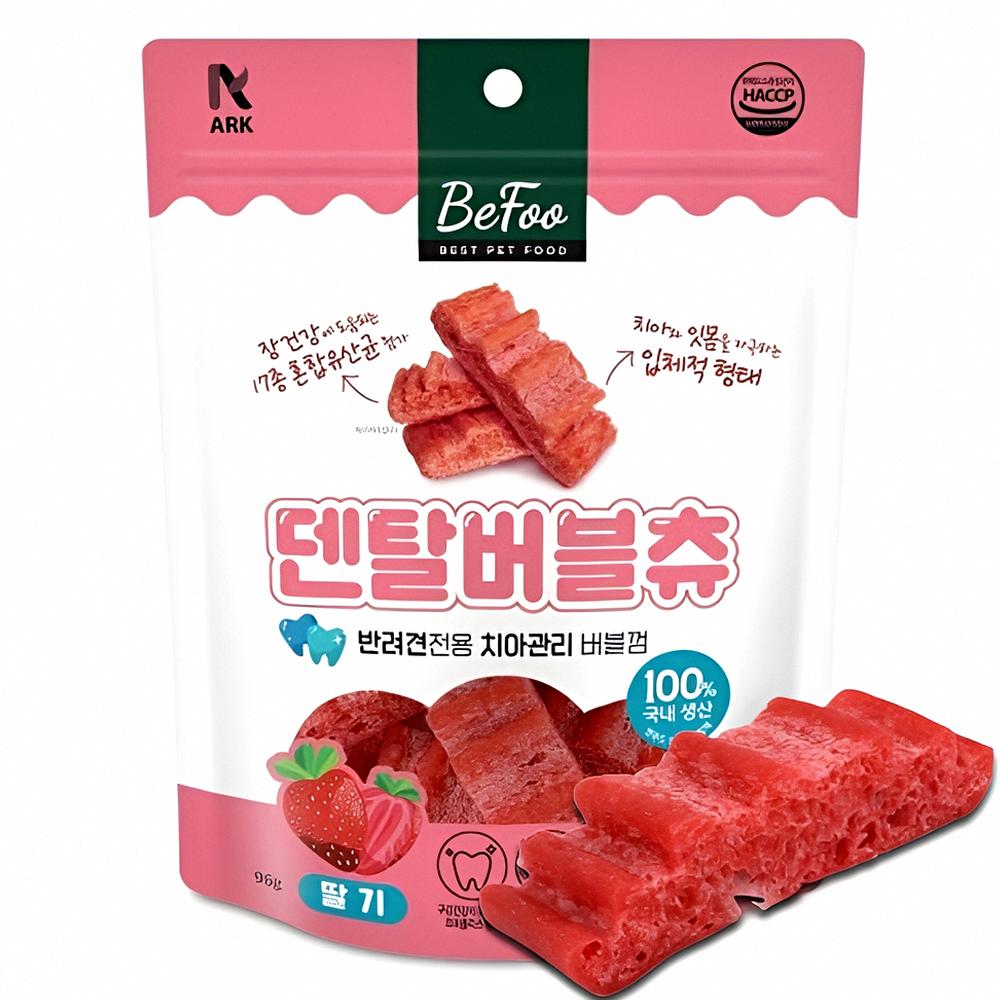 ARK
HACCP
BeFoo
BEST PET FOOD
장건강에 도움되는
17종 혼합유산균 첨가
치아와 잇몸을 자극하는
입체적 형태
덴탈버블츄
반려견전용 치아관리 버블껌
100%
국내 생산
딸기